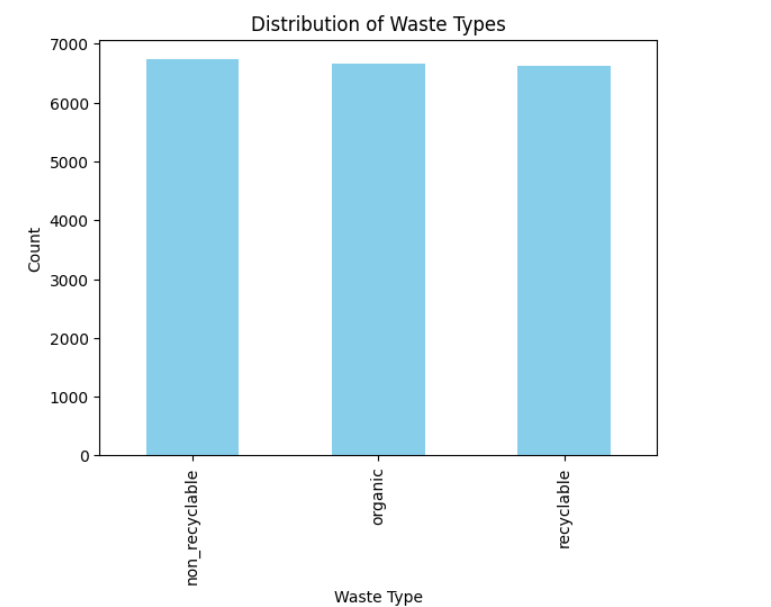 Distribution of Waste Types
7000
6000
5000
4000
3000
2000
1000
0
Count
non_recyclable
organic
recyclable
Waste Type